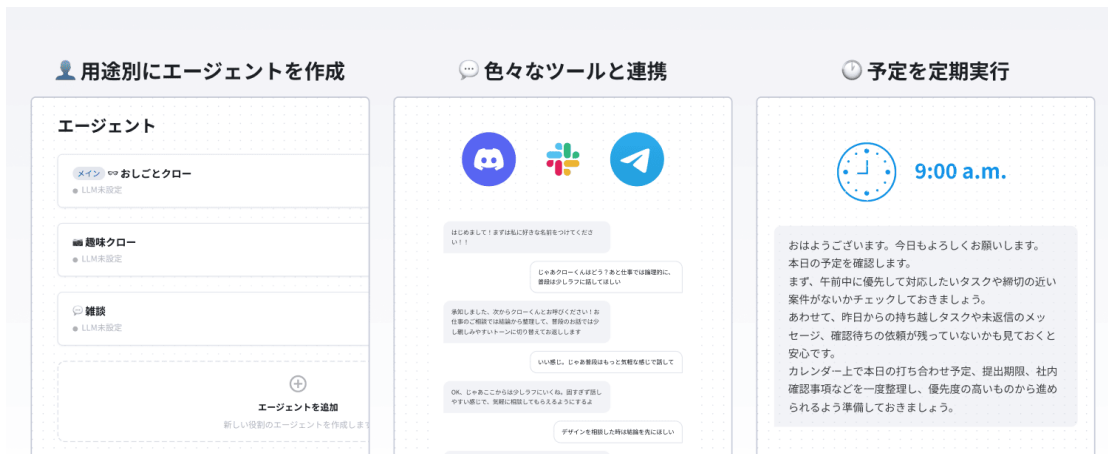 用途別にエージェントを作成
エージェント
メイン おしごとクロー
LLM未設定
趣味クロー
LLM未設定
雑談
LLM未設定
エージェントを追加
新しい役割のエージェントを作成します
色々なツールと連携
はじめまして！まずは私に好きな名前をつけてくださ
い！！
じゃあクローくんはどう？あと仕事では論理的に、
普段は少しラフに話してほしい
承知しました、次からクローくんとお呼びください！お
仕事のご相談では結論から整理して、普段のお話では少
し親しみやすいトーンに切り替えてお返しします
いい感じ。じゃあ普段はもっと気軽な感じで話して
OK、じゃあここからは少しラフにいくね。固すぎず話し
やすい感じで、気軽に相談してもらえるようにするよ
デザインを相談した時は結論を先にほしい
予定を定期実行
9:00 a.m.
おはようございます。今日もよろしくお願いします。
本日の予定を確認します。
まず、午前中に優先して対応したいタスクや締切の近い
案件がないかチェックしておきましょう。
あわせて、昨日からの持ち越しタスクや未返信のメッ
セージ、確認待ちの依頼が残っていないかも見ておくと
安心です。
カレンダー上で本日の打ち合わせ予定、提出期限、社内
確認事項などを一度整理し、優先度の高いものから進め
られるよう準備しておきましょう。